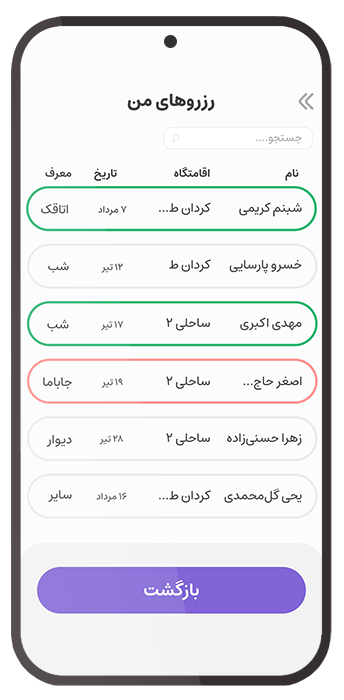 رزروهای من
جستجو....
نام اقامتگاه تاریخ معرف
شبنم کریمی کردان ط... ۷ مرداد اتاقک
خسرو پارسایی کردان ط ۱۲ تیر شب
مهدی اکبری ساحلی ۲ ۱۷ تیر شب
اصغر حاج... ساحلی ۲ ۱۹ تیر جاباما
زهرا حسنی‌زاده ساحلی ۲ ۲۸ تیر دیوار
یحی گل‌محمدی کردان ط... ۱۶ مرداد سایر
بازگشت